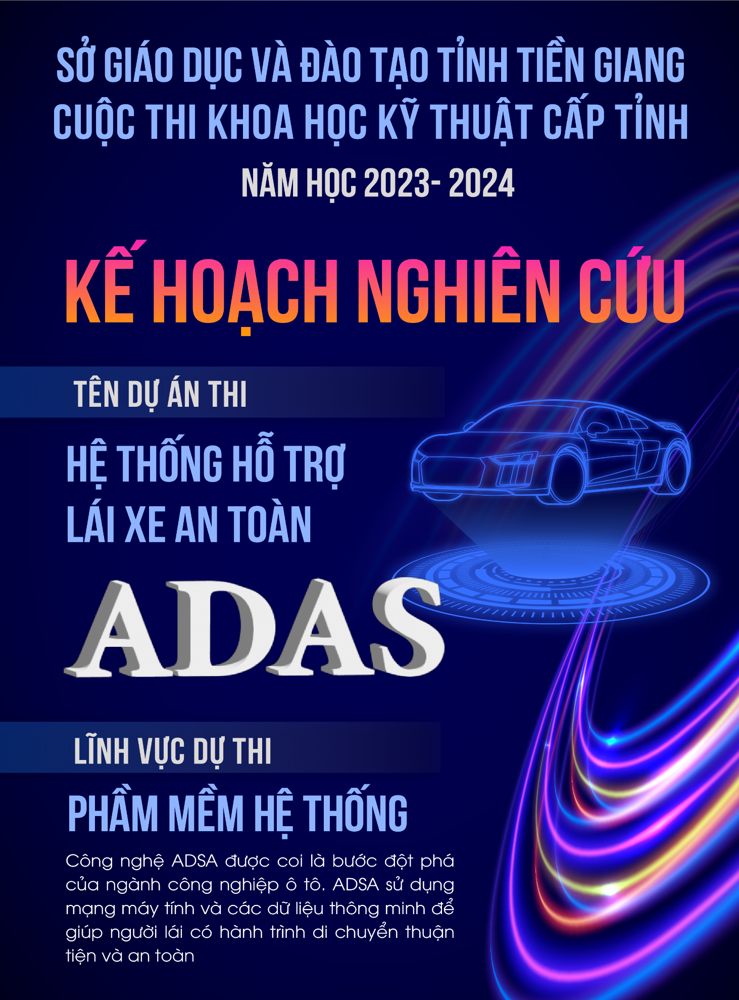 SỞ GIÁO DỤC VÀ ĐÀO TẠO TỈNH TIỀN GIANG
CUỘC THI KHOA HỌC KỸ THUẬT CẤP TỈNH
NĂM HỌC 2023- 2024
KẾ HOẠCH NGHIÊN CỨU
TÊN DỰ ÁN THI
HỆ THỐNG HỖ TRỢ
LÁI XE AN TOÀN
ADAS
LĨNH VỰC DỰ THI
PHẦM MỀM HỆ THỐNG
Công nghệ ADSA được coi là bước đột phá
của ngành công nghiệp ô tô. ADSA sử dụng
mạng máy tính và các dữ liệu thông minh để
giúp người lái có hành trình di chuyển thuận
tiện và an toàn